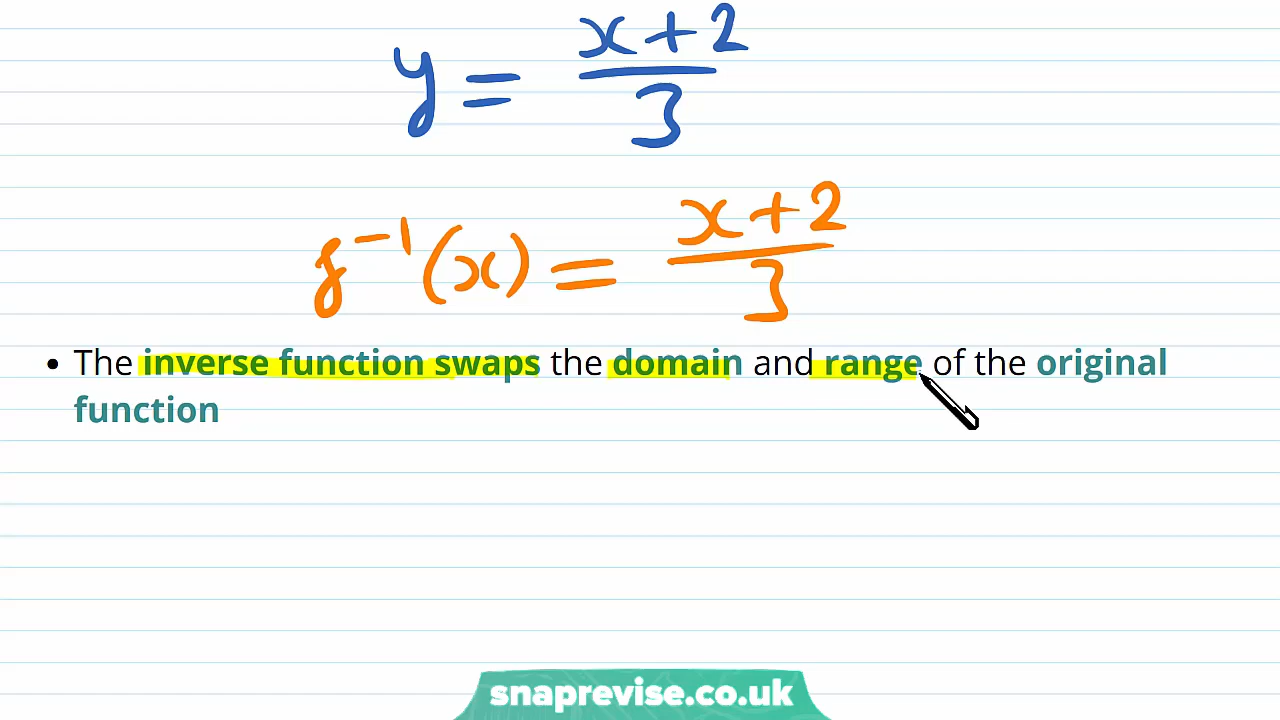 y = x + 2 / 3
f⁻¹(x) = x + 2 / 3
• The inverse function swaps the domain and range of the original
function
snaprevise.co.uk